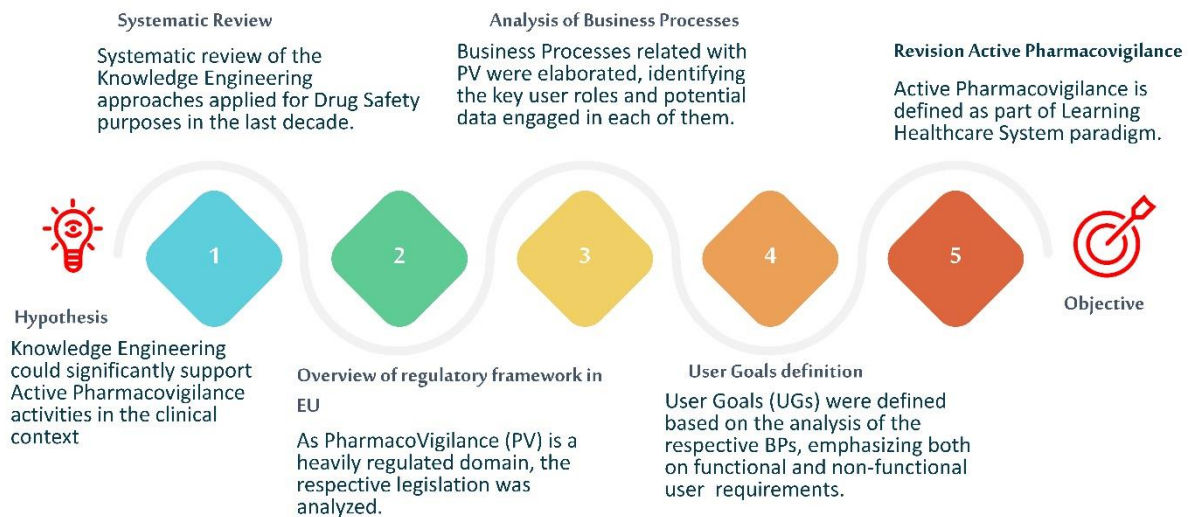 Systematic Review
Systematic review of the
Knowledge Engineering
approaches applied for Drug Safety
purposes in the last decade.
Analysis of Business Processes
Business Processes related with
PV were elaborated, identifying
the key user roles and potential
data engaged in each of them.
Revision Active Pharmacovigilance
Active Pharmacovigilance is
defined as part of Learning
Healthcare System paradigm.
1
2
3
4
5
Hypothesis
Knowledge Engineering
could significantly support
Active Pharmacovigilance
activities in the clinical
context
Overview of regulatory framework in
EU
As PharmacoVigilance (PV) is a
heavily regulated domain, the
respective legislation was
analyzed.
User Goals definition
User Goals (UGs) were defined
based on the analysis of the
respective BPs, emphasizing both
on functional and non-functional
user requirements.
Objective